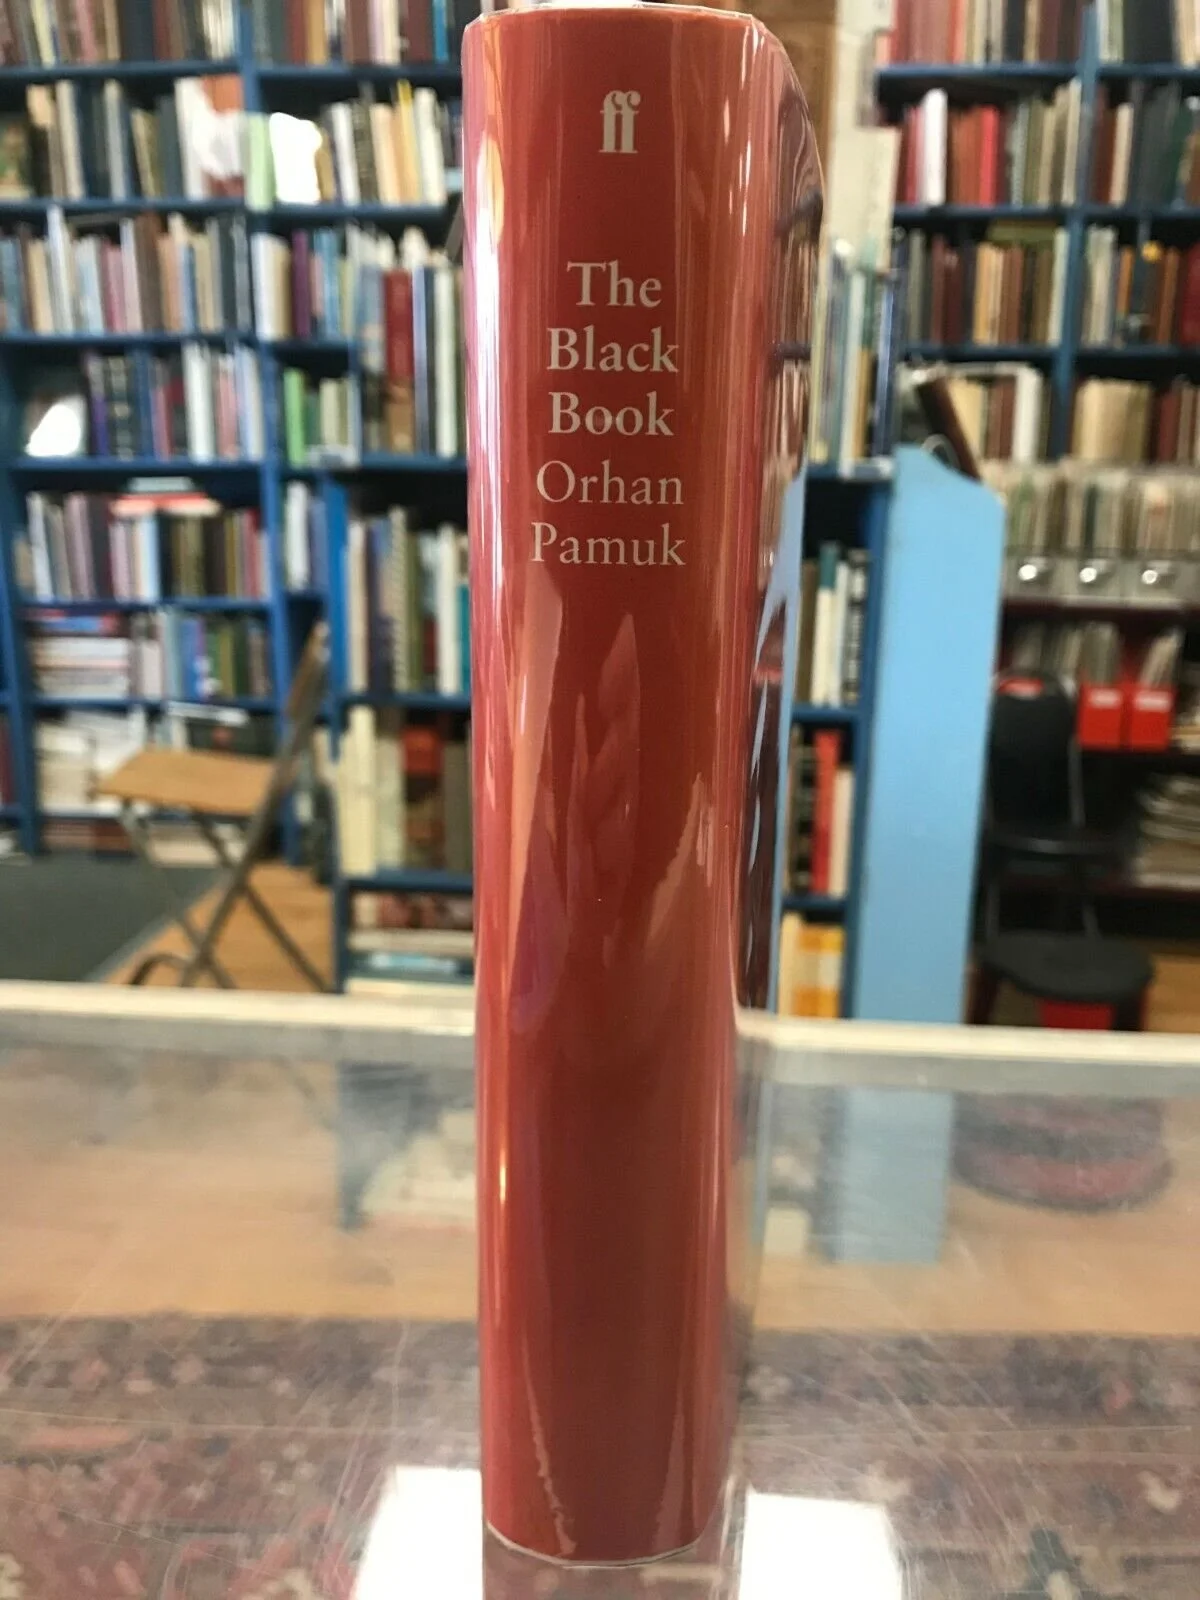 ff
The
Black
Book
Orhan
Pamuk